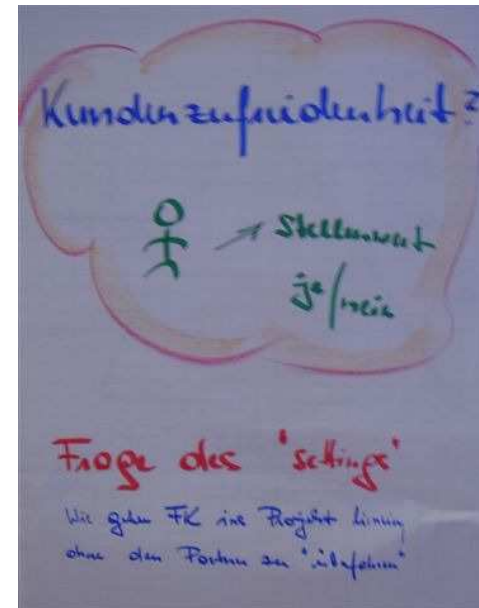 Kundenzufriedenheit?
Stellenwert
ja/nein
Frage des "Settings"
Wie gehen FK ins Projekt hinein
ohne den Partner zu "überfahren"